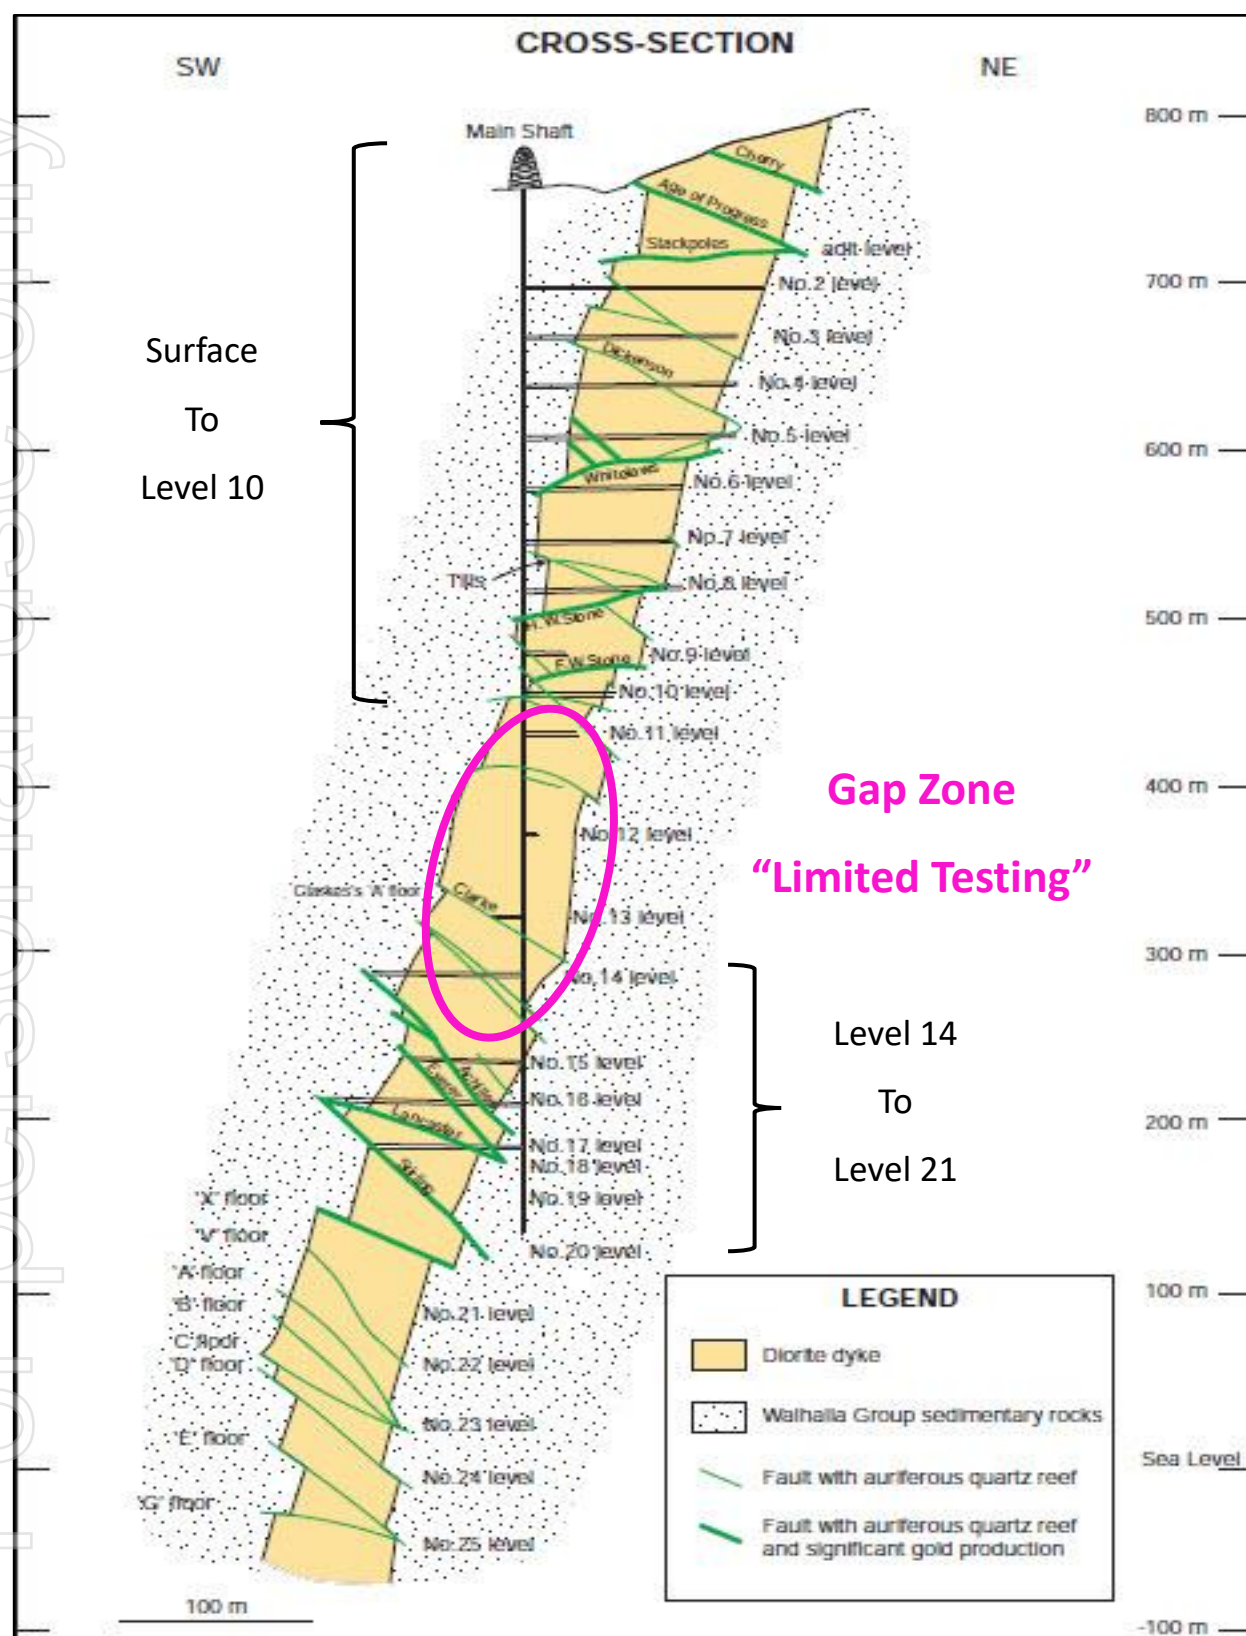 CROSS-SECTION
SW
NE
800 m
Main Shaft
Cherry
Age of Progress
Stackpoles
adit level
700 m
No.2 level
No.3 level
Surface
To
Level 10
Dickenson
No.4 level
No.5 level
600 m
Whitelaws
No.6 level
No.7 level
No.8 level
H.W.Stone
500 m
F.W.Stone
No.9 level
No.10 level
No.11 level
Gap Zone
400 m
No.12 level
“Limited Testing”
'A' floor
Clarke
No.13 level
300 m
No.14 level
Level 14
To
Level 21
No.15 level
No.16 level
Lancaster
200 m
No.17 level
No.18 level
No.19 level
'X' floor
'V' floor
No.20 level
'A' floor
100 m
'B' floor
No.21 level
'C' floor
'D' floor
No.22 level
No.23 level
'E' floor
No.24 level
Sea Level
'G' floor
No.25 level
LEGEND
Diorite dyke
Walhalla Group sedimentary rocks
Fault with auriferous quartz reef
Fault with auriferous quartz reef
and significant gold production
100 m
-100 m